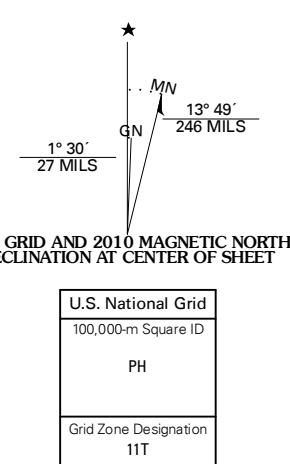 ★
MN
GN
13° 49´
246 MILS
1° 30´
27 MILS
GRID AND 2010 MAGNETIC NORTH
ECLINATION AT CENTER OF SHEET
U.S. National Grid
100,000-m Square ID
PH
Grid Zone Designation
11T